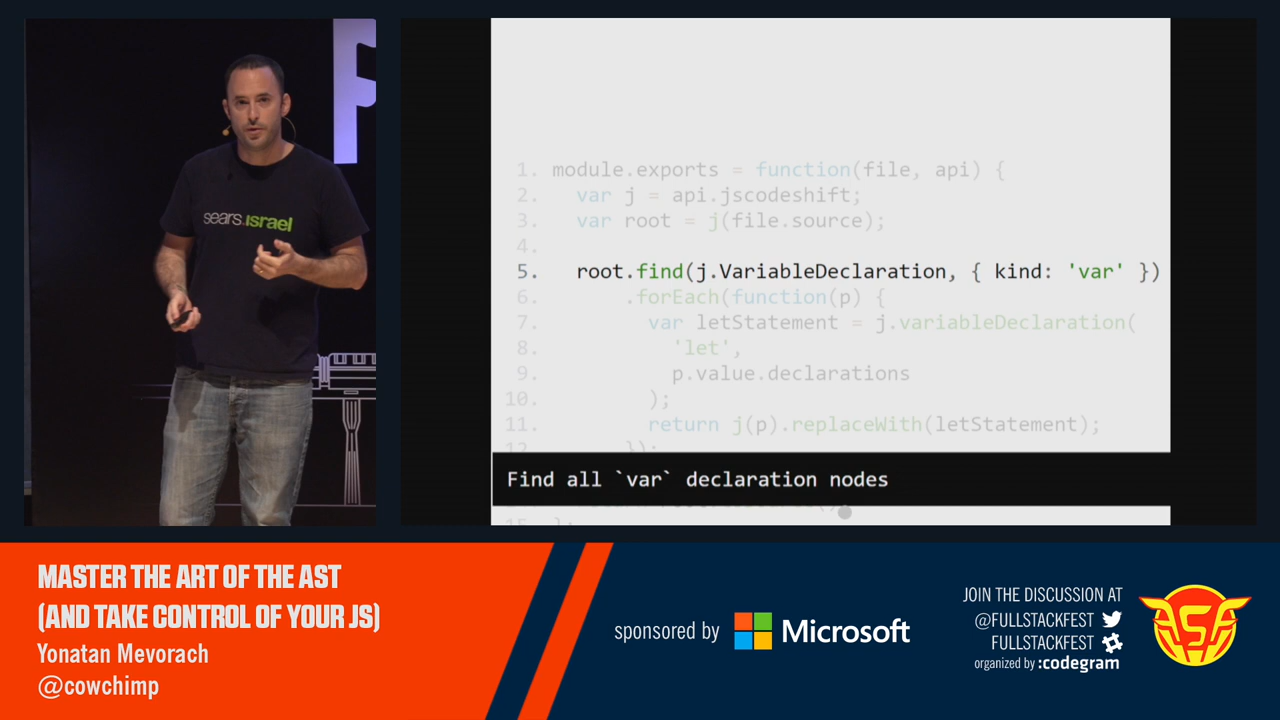 sears israel
1. module.exports = function(file, api) {
2. var j = api.jscodeshift;
3. var root = j(file.source);
4.
5. root.find(j.VariableDeclaration, { kind: 'var' })
6. .forEach(function(p) {
7. var letStatement = j.variableDeclaration(
8. 'let',
9. p.value.declarations
10. );
11. return j(p).replaceWith(letStatement);
12. });
Find all `var` declaration nodes
15. };
MASTER THE ART OF THE AST
(AND TAKE CONTROL OF YOUR JS)
Yonatan Mevorach
@cowchimp
sponsored by Microsoft
JOIN THE DISCUSSION AT
@FULLSTACKFEST
FULLSTACKFEST
organized by :codegram
FSF